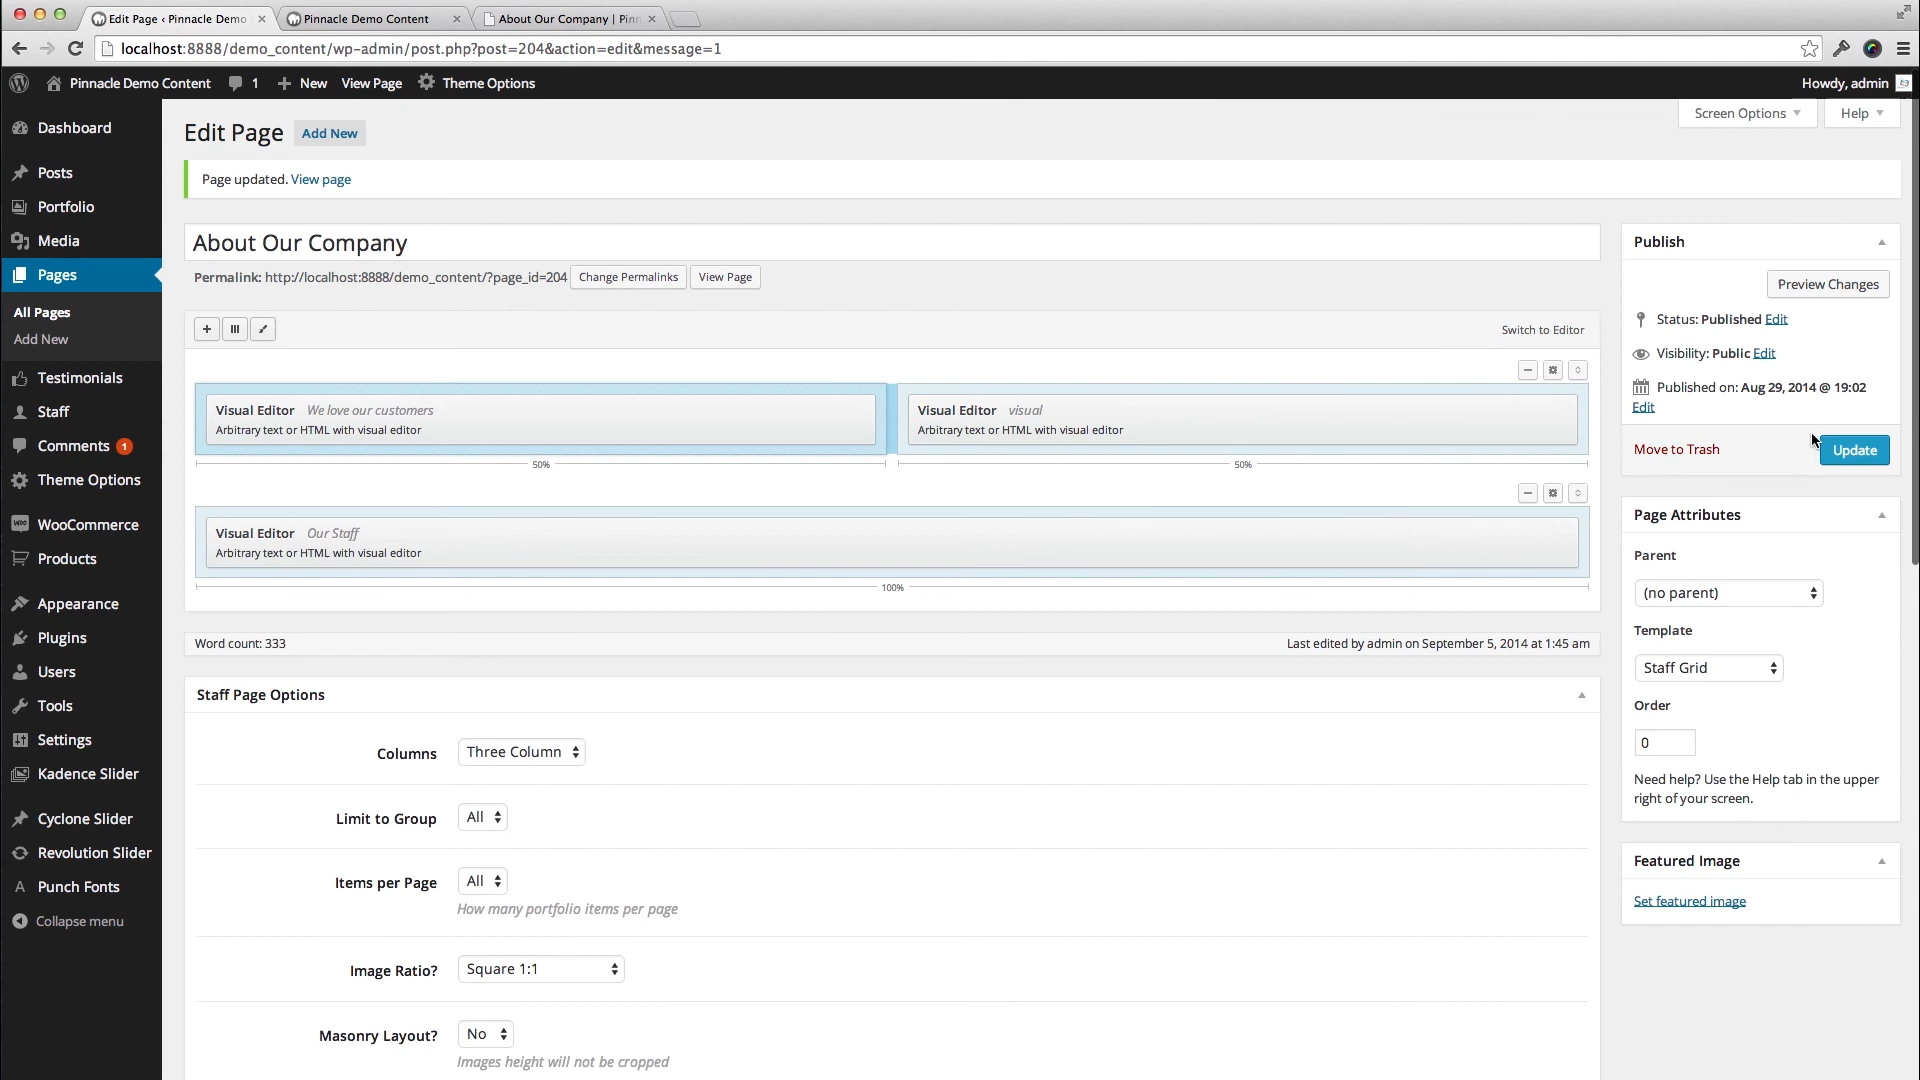 Edit Page ‹ Pinnacle Demo
Pinnacle Demo Content
About Our Company | Pinn
localhost:8888/demo_content/wp-admin/post.php?post=204&action=edit&message=1
Pinnacle Demo Content
1
New
View Page
Theme Options
Howdy, admin
Screen Options
Help
Dashboard
Posts
Portfolio
Media
Pages
All Pages
Add New
Testimonials
Staff
Comments 1
Theme Options
WooCommerce
Products
Appearance
Plugins
Users
Tools
Settings
Kadence Slider
Cyclone Slider
Revolution Slider
Punch Fonts
Collapse menu
Edit Page Add New
Page updated. View page
About Our Company
Permalink: http://localhost:8888/demo_content/?page_id=204 Change Permalinks View Page
Switch to Editor
Visual Editor We love our customers
Arbitrary text or HTML with visual editor
Visual Editor visual
Arbitrary text or HTML with visual editor
50%
50%
Visual Editor Our Staff
Arbitrary text or HTML with visual editor
100%
Word count: 333
Last edited by admin on September 5, 2014 at 1:45 am
Staff Page Options
Columns Three Column
Limit to Group All
Items per Page All
How many portfolio items per page
Image Ratio? Square 1:1
Masonry Layout? No
Images height will not be cropped
Publish
Preview Changes
Status: Published Edit
Visibility: Public Edit
Published on: Aug 29, 2014 @ 19:02
Edit
Move to Trash
Update
Page Attributes
Parent
(no parent)
Template
Staff Grid
Order
0
Need help? Use the Help tab in the upper
right of your screen.
Featured Image
Set featured image